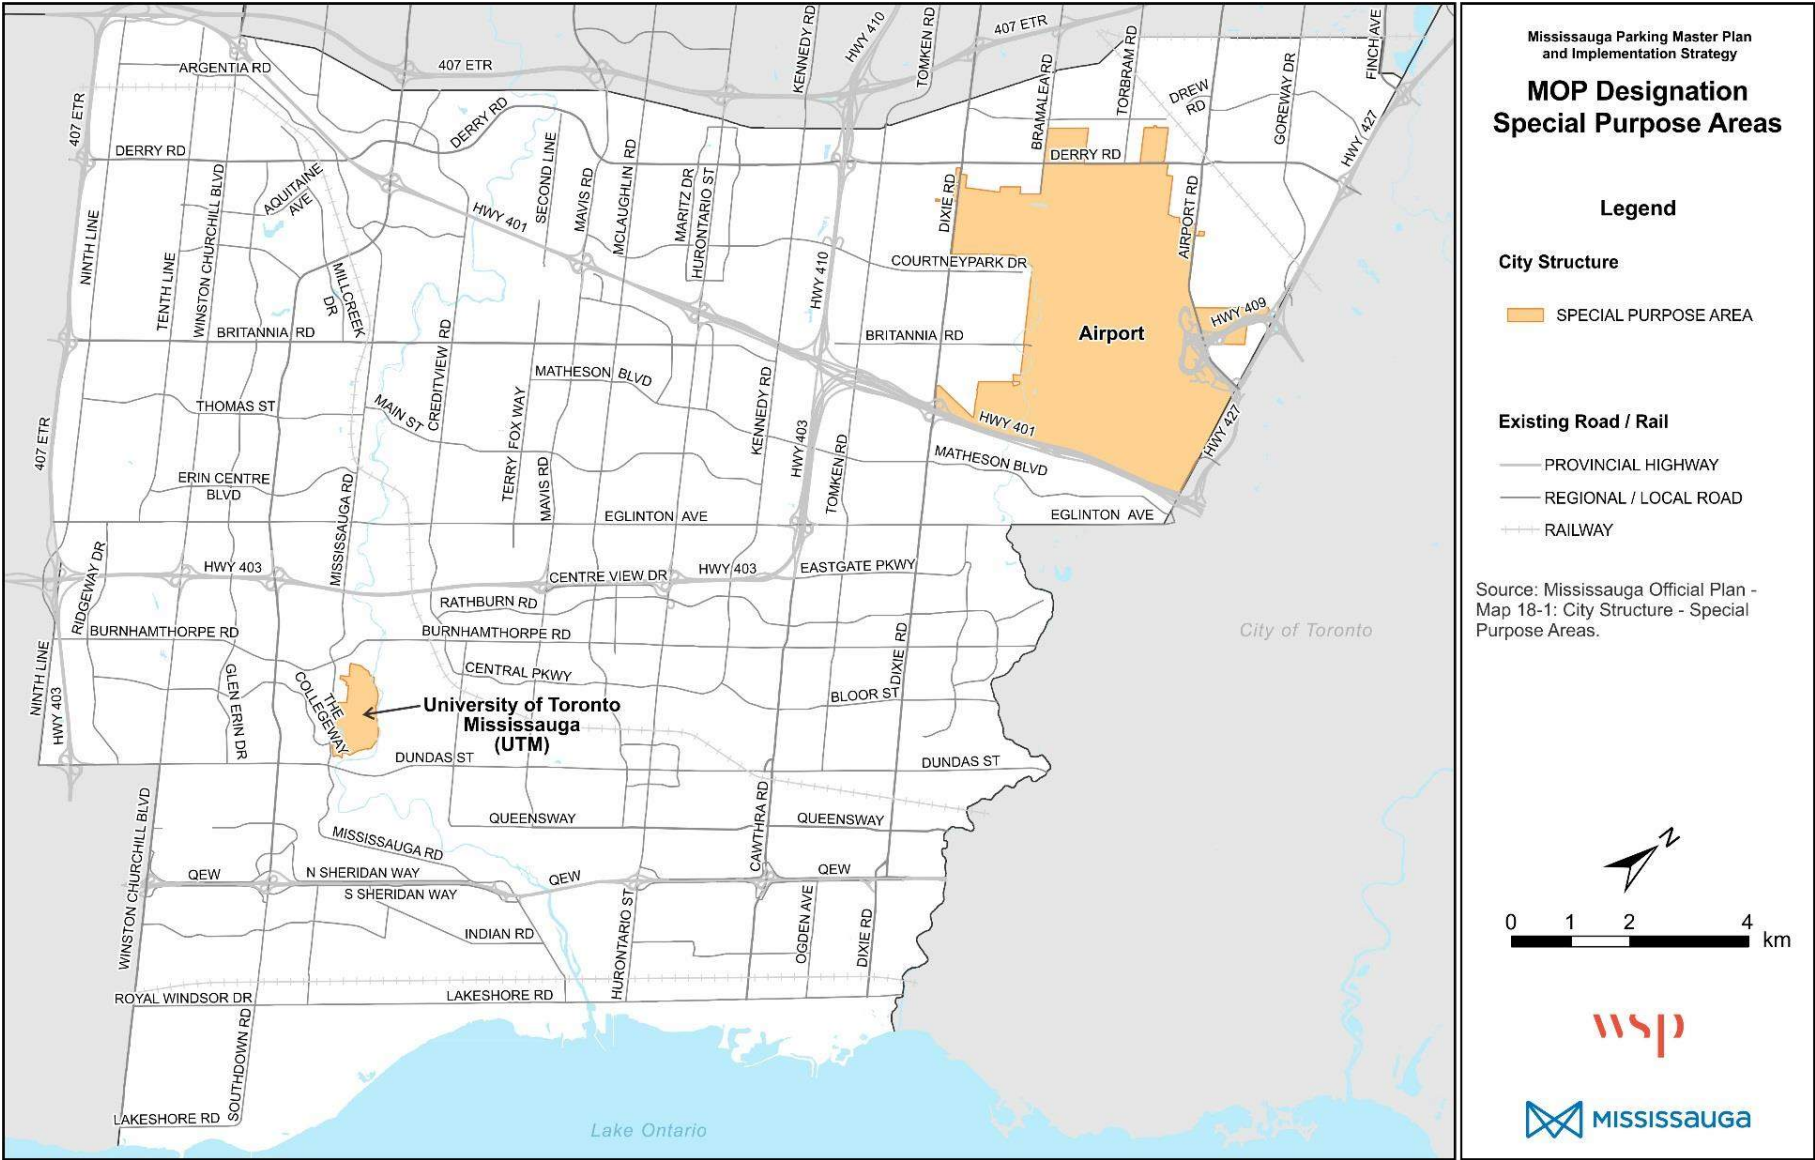 407 ETR
HWY 410
KENNEDY RD
TOMKEN RD
407 ETR
FINCH AVE
ARGENTIA RD
407 ETR
BRAMALEA RD
TORBRAM RD
DREW
RD
GOREWAY DR
HWY 427
DERRY RD
DERRY RD
DERRY RD
AQUITAINE
AVE
SECOND LINE
MAVIS RD
MCLAUGHLIN RD
MARITZ DR
HURONTARIO ST
DIXIE RD
AIRPORT RD
NINTH LINE
TENTH LINE
WINSTON CHURCHILL BLVD
HWY 401
HWY 410
COURTNEYPARK DR
MILLCREEK
DR
BRITANNIA RD
CREDITVIEW RD
BRITANNIA RD
Airport
HWY 409
MATHESON BLVD
KENNEDY RD
THOMAS ST
MAIN ST
TERRY FOX WAY
HWY 403
TOMKEN RD
HWY 401
HWY 427
407 ETR
MATHESON BLVD
ERIN CENTRE
BLVD
MISSISSAUGA RD
MAVIS RD
EGLINTON AVE
EGLINTON AVE
RIDGEWAY DR
HWY 403
CENTRE VIEW DR
HWY 403
EASTGATE PKWY
RATHBURN RD
BURNHAMTHORPE RD
BURNHAMTHORPE RD
City of Toronto
NINTH LINE
HWY 403
GLEN ERIN DR
THE
COLLEGEWAY
CENTRAL PKWY
DIXIE RD
BLOOR ST
University of Toronto
Mississauga
(UTM)
DUNDAS ST
DUNDAS ST
WINSTON CHURCHILL BLVD
QUEENSWAY
CAWTHRA RD
QUEENSWAY
MISSISSAUGA RD
QEW
N SHERIDAN WAY
QEW
QEW
S SHERIDAN WAY
INDIAN RD
HURONTARIO ST
OGDEN AVE
DIXIE RD
ROYAL WINDSOR DR
LAKESHORE RD
SOUTHDOWN RD
LAKESHORE RD
Lake Ontario
Mississauga Parking Master Plan
and Implementation Strategy
MOP Designation
Special Purpose Areas
Legend
City Structure
SPECIAL PURPOSE AREA
Existing Road / Rail
PROVINCIAL HIGHWAY
REGIONAL / LOCAL ROAD
RAILWAY
Source: Mississauga Official Plan -
Map 18-1: City Structure - Special
Purpose Areas.
N
0 1 2 4
km
wsp
MISSISSAUGA